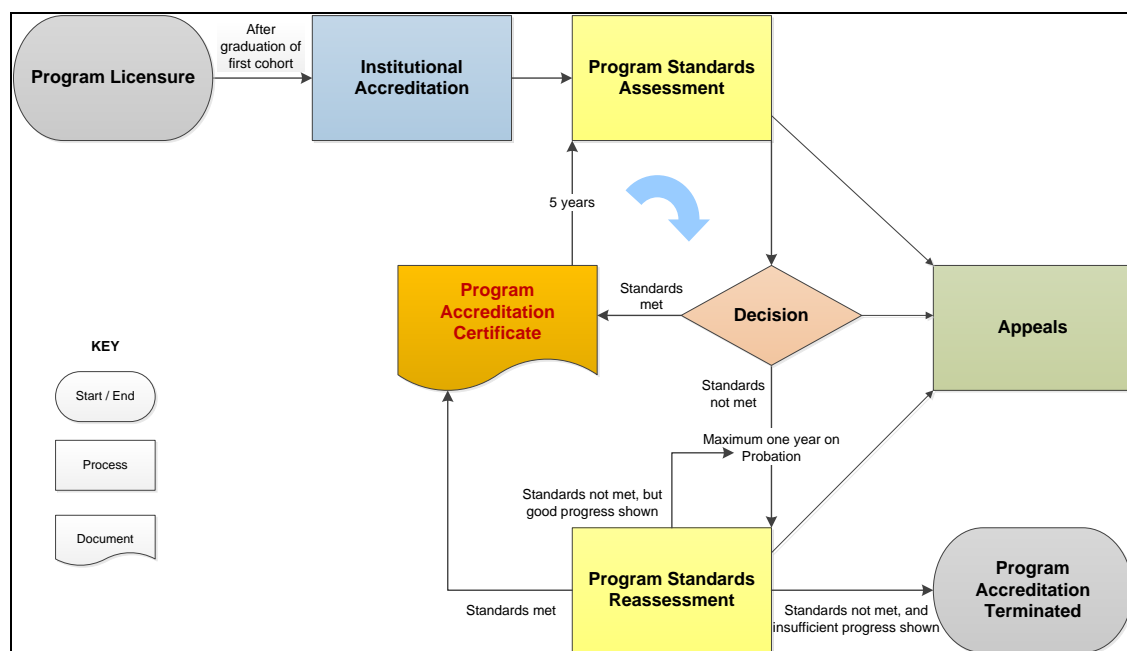 After
graduation of
first cohort
Program Licensure
Institutional
Accreditation
Program Standards
Assessment
5 years
Program
Accreditation
Certificate
Standards
met
Decision
Appeals
KEY
Start / End
Process
Document
Standards
not met
Maximum one year on
Probation
Standards not met, but
good progress shown
Standards met
Program Standards
Reassessment
Standards not met, and
insufficient progress shown
Program
Accreditation
Terminated